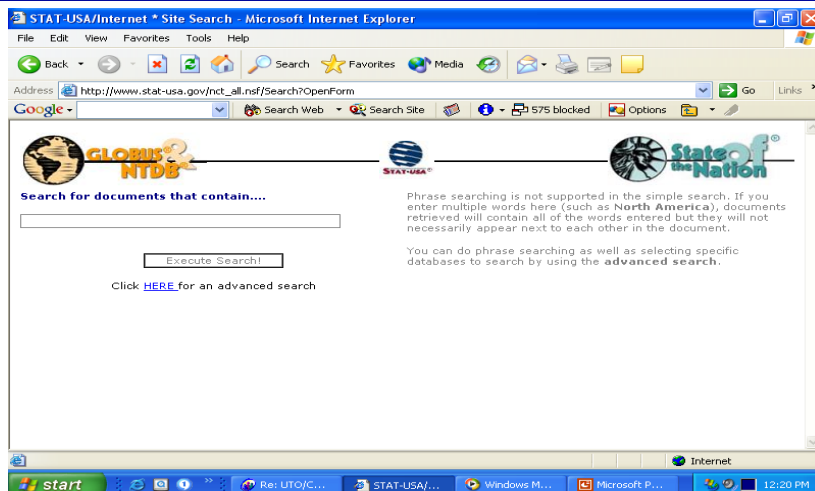 STAT-USA/Internet * Site Search - Microsoft Internet Explorer
File Edit View Favorites Tools Help
Back Search Favorites Media
Address http://www.stat-usa.gov/nct_all.nsf/Search?OpenForm Go Links »
Google Search Web Search Site 575 blocked Options
GLOBUS & NTDB
STAT-USA®
State of the Nation®
Search for documents that contain....
Phrase searching is not supported in the simple search. If you
enter multiple words here (such as North America), documents
retrieved will contain all of the words entered but they will not
necessarily appear next to each other in the document.
You can do phrase searching as well as selecting specific
databases to search by using the advanced search.
Execute Search!
Click HERE for an advanced search
Internet
start » Re: UTO/C... STAT-USA/... Windows M... Microsoft P... 12:20 PM